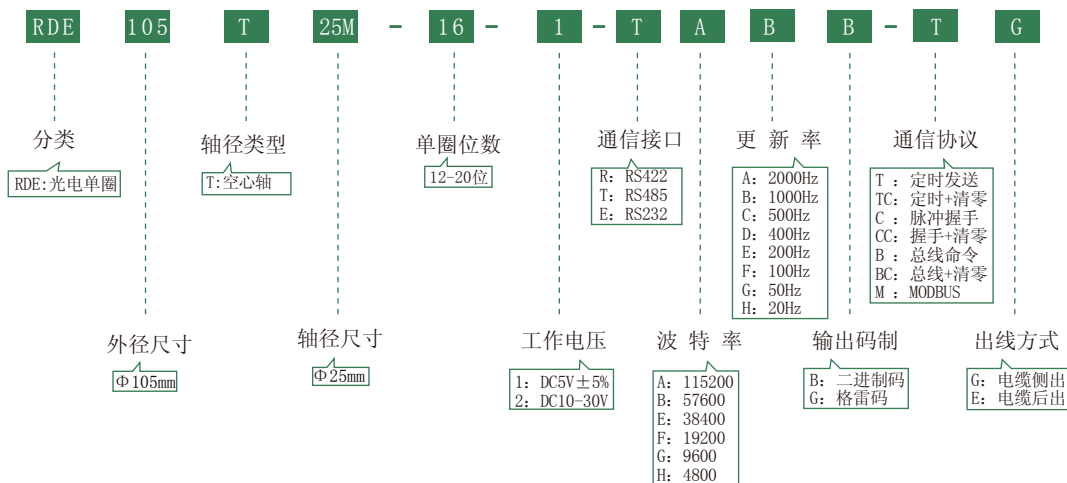 RDE 105 T 25M - 16 - 1 - T A B B - T G
分类
RDE:光电单圈
轴径类型
T:空心轴
单圈位数
12-20位
通信接口
R: RS422
T: RS485
E: RS232
更新率
A: 2000Hz
B: 1000Hz
C: 500Hz
D: 400Hz
E: 200Hz
F: 100Hz
G: 50Hz
H: 20Hz
通信协议
T : 定时发送
TC: 定时+清零
C : 脉冲握手
CC: 握手+清零
B : 总线命令
BC: 总线+清零
M : MODBUS
外径尺寸
Φ105mm
轴径尺寸
Φ25mm
工作电压
1: DC5V±5%
2: DC10-30V
波特率
A: 115200
B: 57600
E: 38400
F: 19200
G: 9600
H: 4800
输出码制
B: 二进制码
G: 格雷码
出线方式
G: 电缆侧出
E: 电缆后出